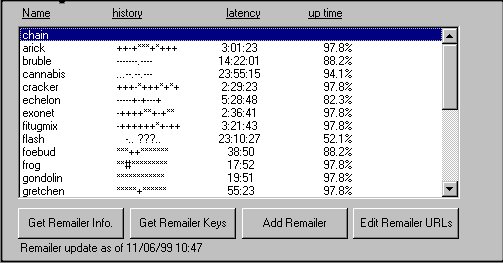 Name history latency up time
chain
arick ++-+***+*+++ 3:01:23 97.8%
bruble -------.---- 14:22:01 88.2%
cannabis ...--.--.--- 23:55:15 94.1%
cracker +++-*+++*+*+ 2:29:23 97.8%
echelon -----+-+---+ 5:28:48 82.3%
exonet -++++**+-+** 2:36:41 97.8%
fitugmix -++++++*+-++ 3:21:43 97.8%
flash -.. ???.. 23:10:27 52.1%
foebud ***++******* 38:50 88.2%
frog **#********* 17:52 97.8%
gondolin ************ 19:51 97.8%
gretchen *****+****** 55:23 97.8%
Get Remailer Info. Get Remailer Keys Add Remailer Edit Remailer URLs
Remailer update as of 11/06/99 10:47